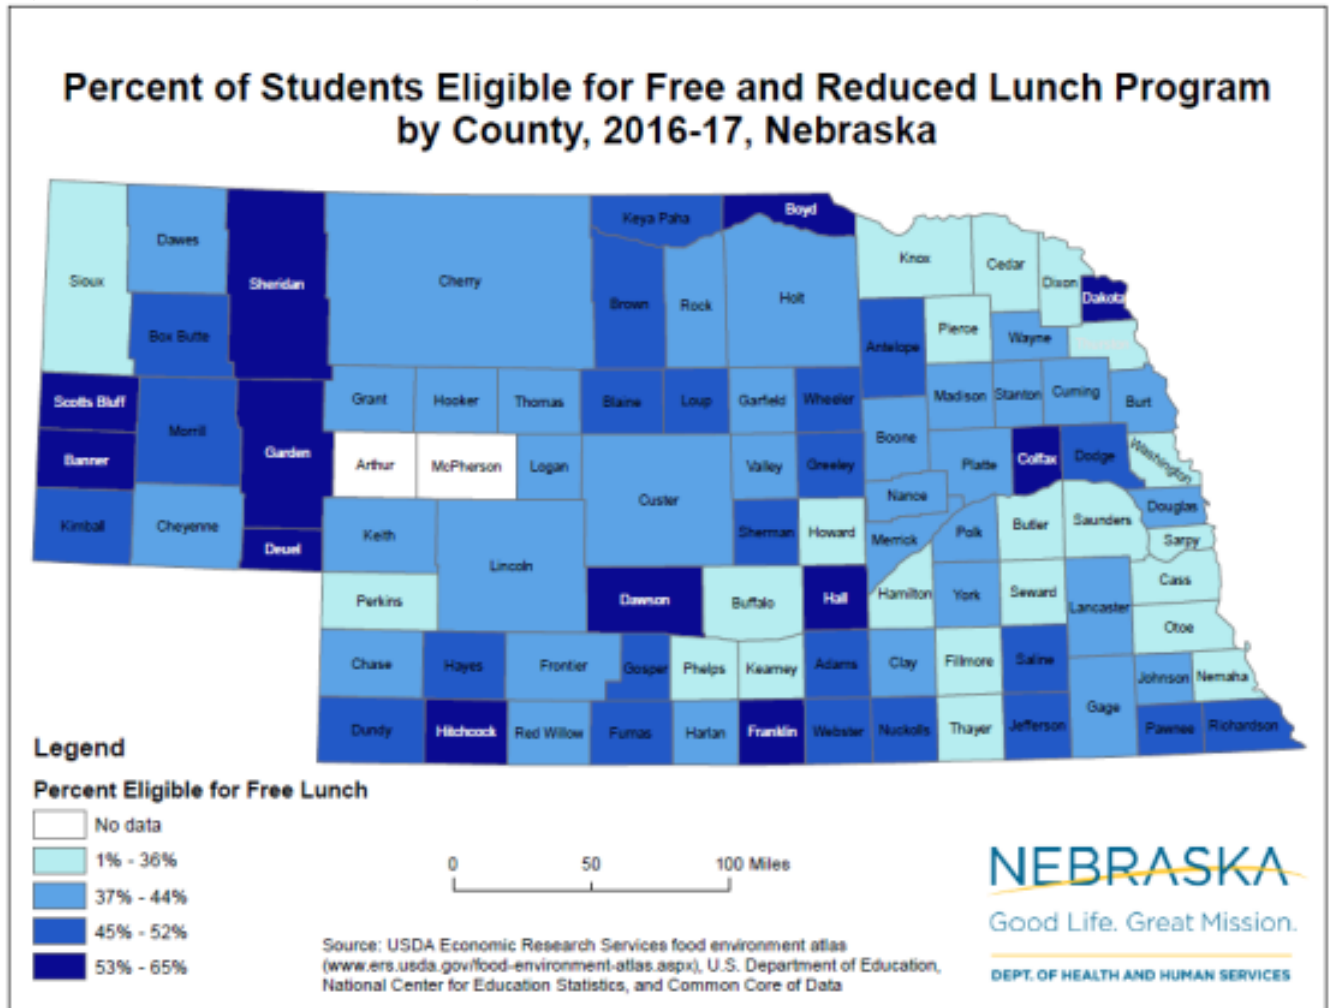 Percent of Students Eligible for Free and Reduced Lunch Program
by County, 2016-17, Nebraska
Sioux
Dawes
Sheridan
Cherry
Keya Paha
Boyd
Knox
Cedar
Dixon
Dakota
Box Butte
Brown
Rock
Holt
Antelope
Pierce
Wayne
Scotts Bluff
Morrill
Garden
Grant
Hooker
Thomas
Blaine
Loup
Garfield
Wheeler
Madison
Stanton
Cuming
Burt
Banner
Arthur
McPherson
Logan
Custer
Valley
Greeley
Boone
Platte
Colfax
Dodge
Washington
Kimball
Cheyenne
Deuel
Keith
Lincoln
Sherman
Howard
Nance
Merrick
Polk
Butler
Saunders
Douglas
Sarpy
Perkins
Dawson
Buffalo
Hall
Hamilton
York
Seward
Lancaster
Cass
Otoe
Chase
Hayes
Frontier
Gosper
Phelps
Kearney
Adams
Clay
Fillmore
Saline
Gage
Johnson
Nemaha
Dundy
Hitchcock
Red Willow
Furnas
Harlan
Franklin
Webster
Nuckolls
Thayer
Jefferson
Pawnee
Richardson
Legend
Percent Eligible for Free Lunch
No data
1% - 36%
37% - 44%
45% - 52%
53% - 65%
0 50 100 Miles
Source: USDA Economic Research Services food environment atlas
(www.ers.usda.gov/food-environment-atlas.aspx), U.S. Department of Education,
National Center for Education Statistics, and Common Core of Data
NEBRASKA
Good Life. Great Mission.
DEPT. OF HEALTH AND HUMAN SERVICES